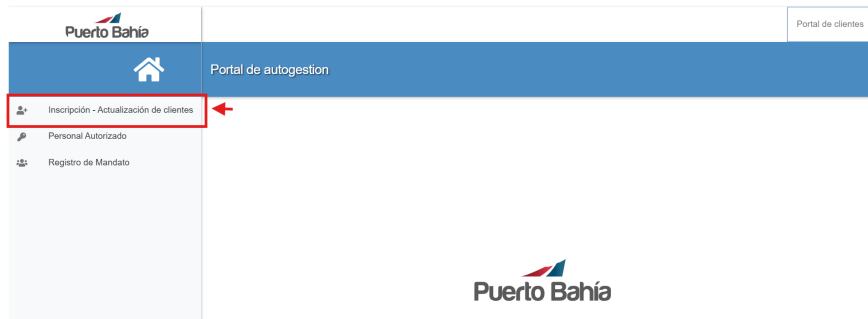 Puerto Bahía
Portal de clientes
Portal de autogestion
Inscripción - Actualización de clientes
Personal Autorizado
Registro de Mandato
Puerto Bahía